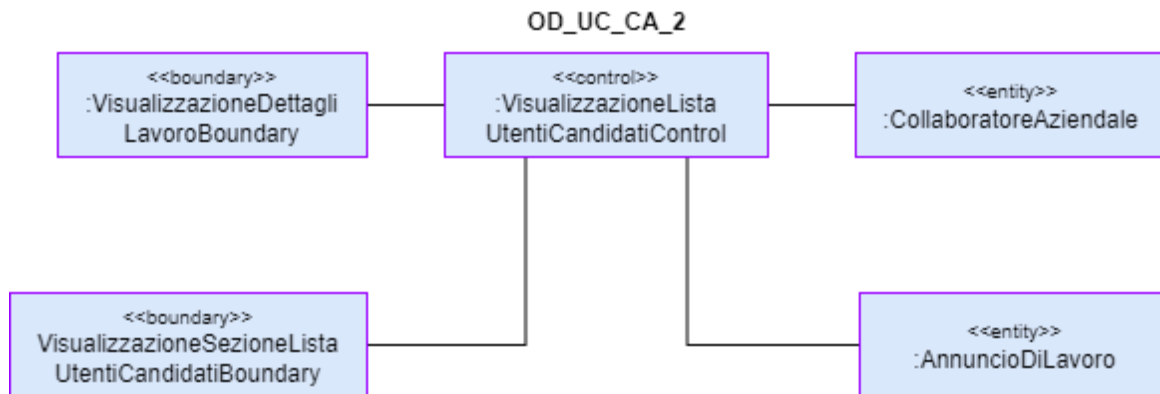 OD_UC_CA_2
<<boundary>>
:VisualizzazioneDettagli
LavoroBoundary
<<control>>
:VisualizzazioneLista
UtentiCandidatiControl
<<entity>>
:CollaboratoreAziendale
<<boundary>>
VisualizzazioneSezioneLista
UtentiCandidatiBoundary
<<entity>>
:AnnuncioDiLavoro